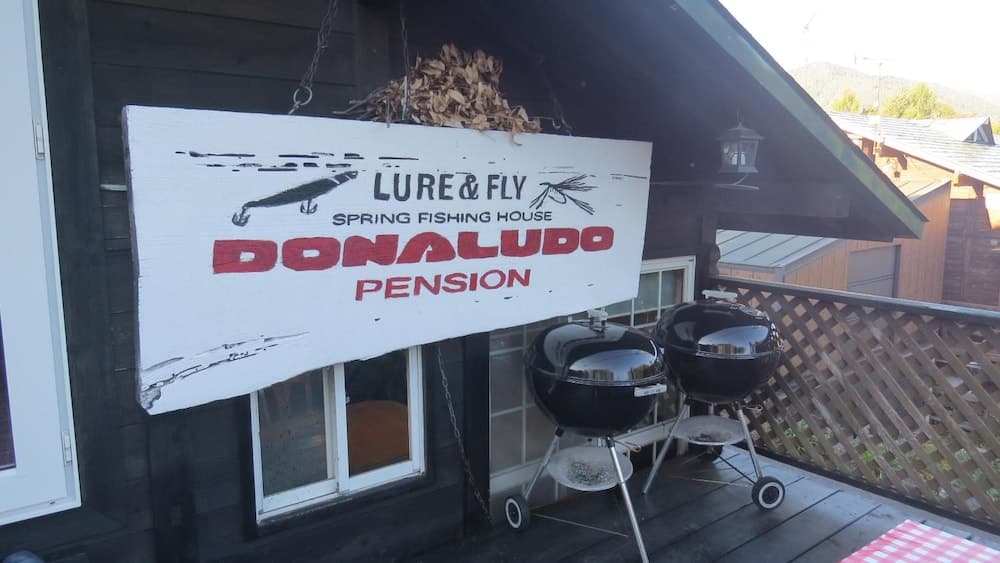 LURE & FLY
SPRING FISHING HOUSE
DONALUDO
PENSION